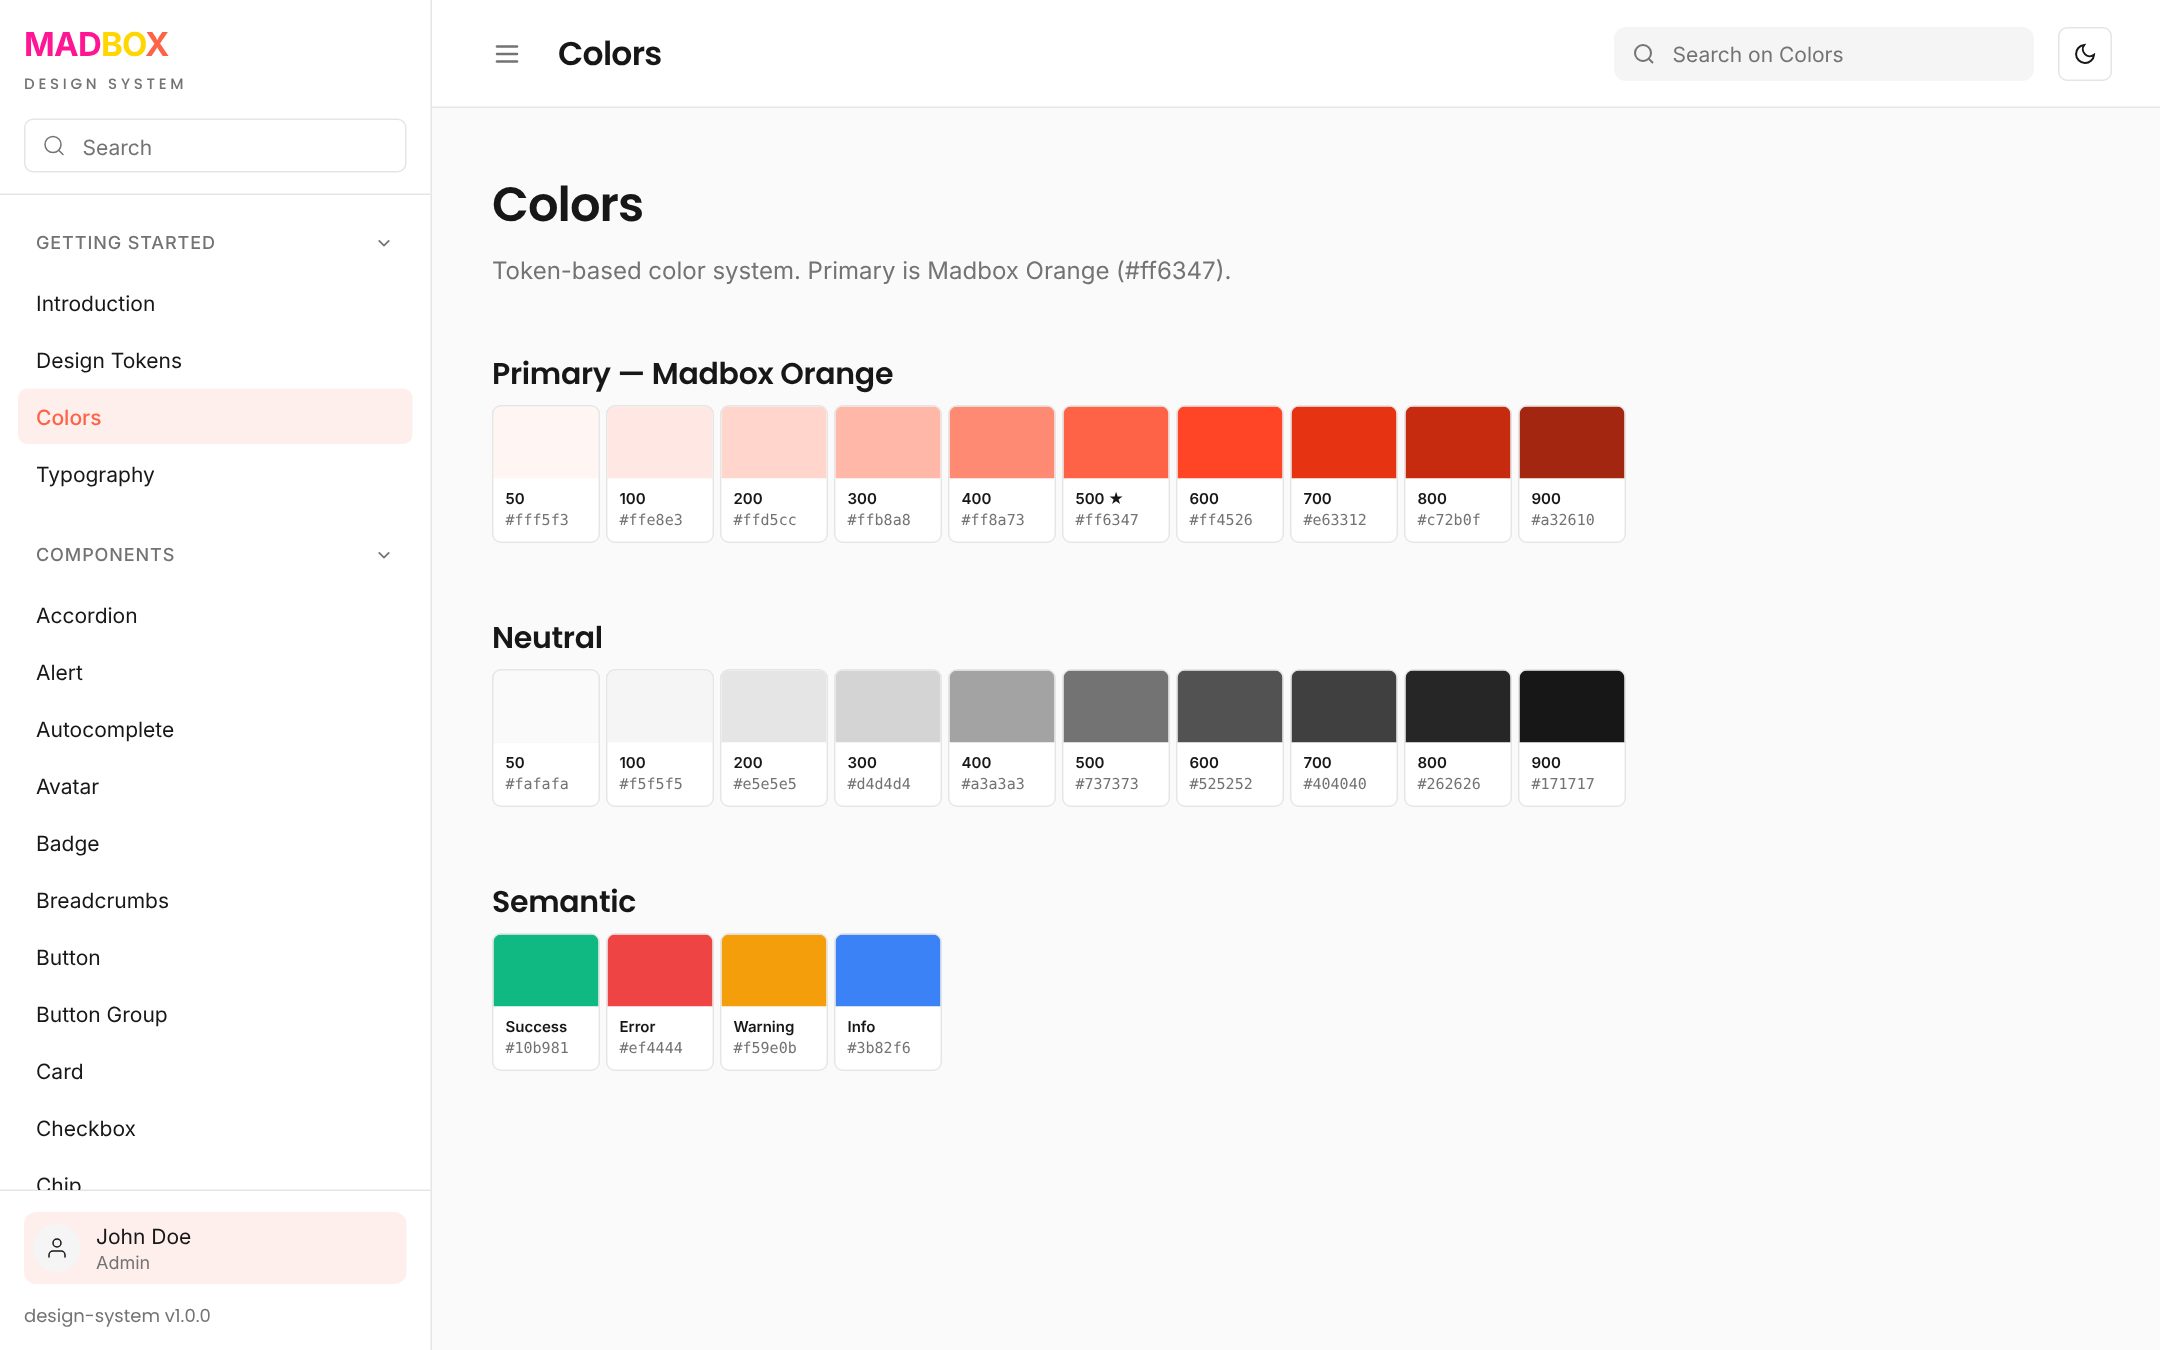 MADBOX
DESIGN SYSTEM
Search
GETTING STARTED
Introduction
Design Tokens
Colors
Typography
COMPONENTS
Accordion
Alert
Autocomplete
Avatar
Badge
Breadcrumbs
Button
Button Group
Card
Checkbox
Chip
John Doe
Admin
design-system v1.0.0
Colors
Search on Colors
Colors
Token-based color system. Primary is Madbox Orange (#ff6347).
Primary — Madbox Orange
50 100 200 300 400 500 ★ 600 700 800 900
#fff5f3 #ffe8e3 #ffd5cc #ffb8a8 #ff8a73 #ff6347 #ff4526 #e63312 #c72b0f #a32610
Neutral
50 100 200 300 400 500 600 700 800 900
#fafafa #f5f5f5 #e5e5e5 #d4d4d4 #a3a3a3 #737373 #525252 #404040 #262626 #171717
Semantic
Success Error Warning Info
#10b981 #ef4444 #f59e0b #3b82f6